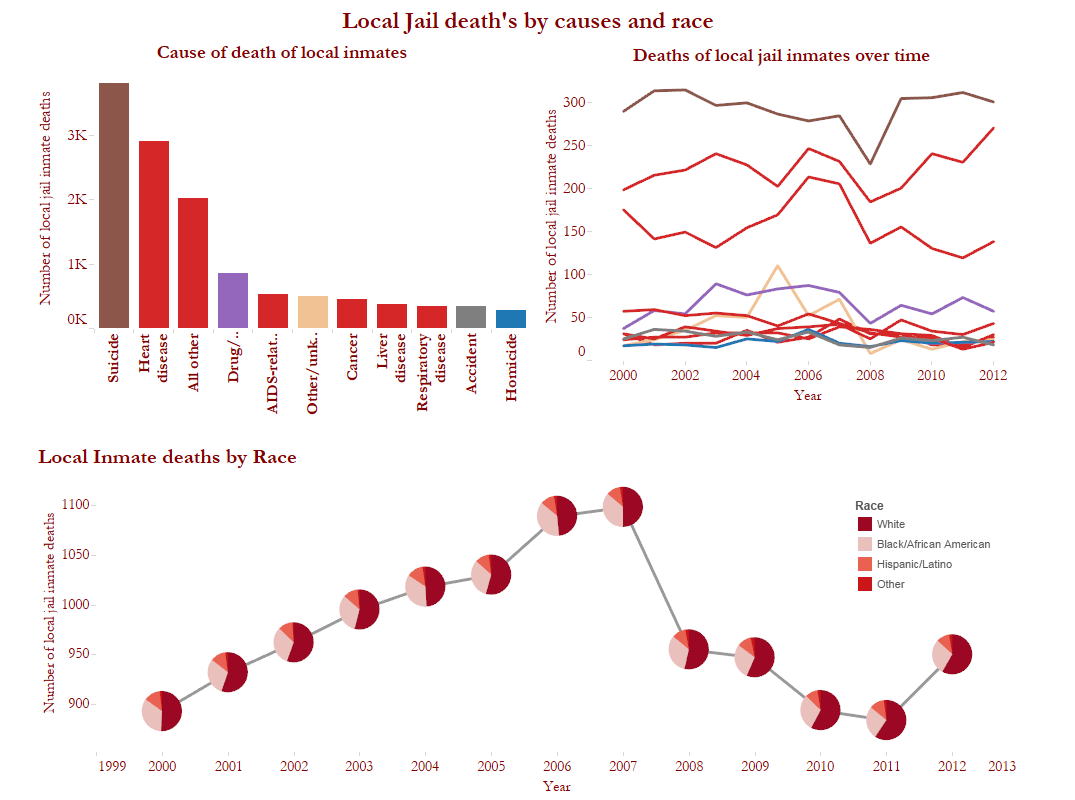 Local Jail death's by causes and race
Cause of death of local inmates
Number of local jail inmate deaths
3K
2K
1K
0K
Suicide
Heart
disease
All other
Drug/..
AIDS-relat..
Other/unk..
Cancer
Liver
disease
Respiratory
disease
Accident
Homicide
Deaths of local jail inmates over time
Number of local jail inmate deaths
300
250
200
150
100
50
0
2000 2002 2004 2006 2008 2010 2012
Year
Local Inmate deaths by Race
Number of local jail inmate deaths
1100
1050
1000
950
900
1999 2000 2001 2002 2003 2004 2005 2006 2007 2008 2009 2010 2011 2012 2013
Year
Race
White
Black/African American
Hispanic/Latino
Other